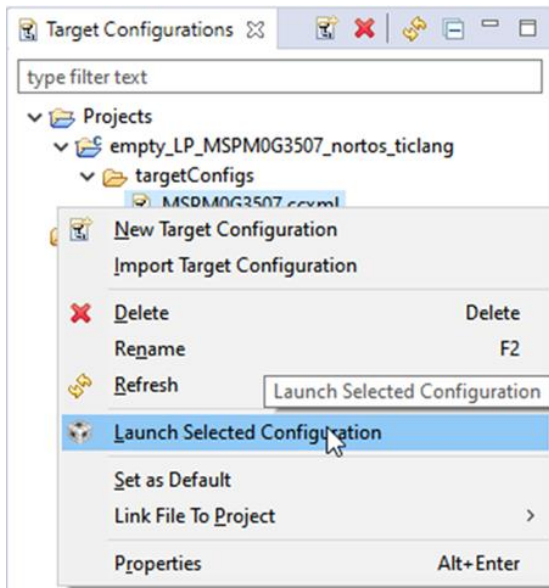 Target Configurations
type filter text
Projects
empty_LP_MSPM0G3507_nortos_ticlang
targetConfigs
MSPM0G3507.ccxml
New Target Configuration
Import Target Configuration
Delete Delete
Rename F2
Refresh
Launch Selected Configuration
Launch Selected Configuration
Set as Default
Link File To Project
Properties Alt+Enter